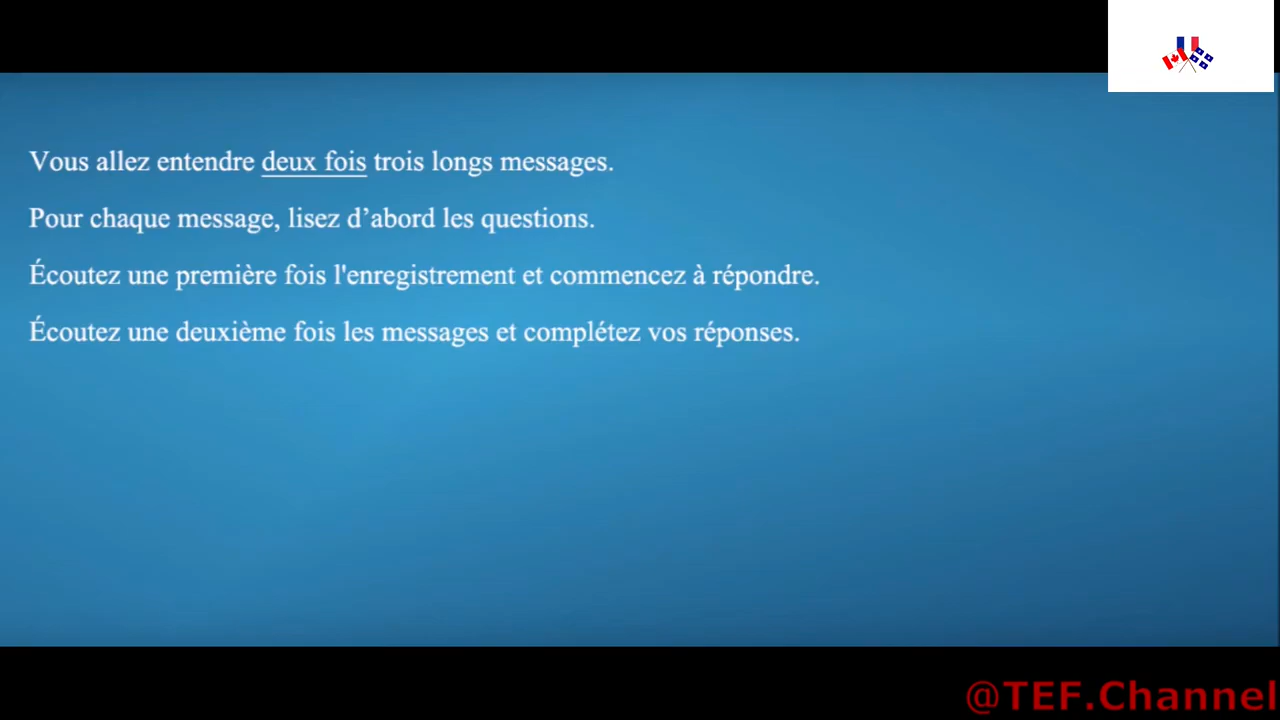 Vous allez entendre deux fois trois longs messages.
Pour chaque message, lisez d’abord les questions.
Écoutez une première fois l'enregistrement et commencez à répondre.
Écoutez une deuxième fois les messages et complétez vos réponses.
@TEF.Channel